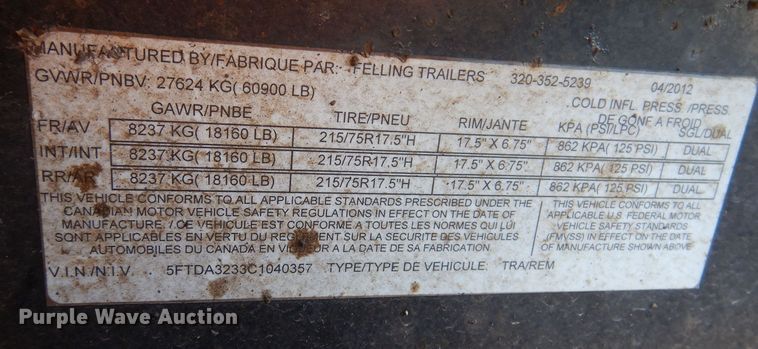 MANUFACTURED BY/FABRIQUE PAR: FELLING TRAILERS 320-352-5239 04/2012
GVWR/PNBV: 27624 KG( 60900 LB)
GAWR/PNBE TIRE/PNEU RIM/JANTE COLD INFL. PRESS./PRESS. DE GONF A FROID KPA (PSI/LPC) SGL/DUAL
FR/AV 8237 KG( 18160 LB) 215/75R17.5"H 17.5" X 6.75" 862 KPA( 125 PSI) DUAL
INT/INT 8237 KG( 18160 LB) 215/75R17.5"H 17.5" X 6.75" 862 KPA( 125 PSI) DUAL
RR/AR 8237 KG( 18160 LB) 215/75R17.5"H 17.5" X 6.75" 862 KPA( 125 PSI) DUAL
THIS VEHICLE CONFORMS TO ALL APPLICABLE STANDARDS PRESCRIBED UNDER THE
CANADIAN MOTOR VEHICLE SAFETY REGULATIONS IN EFFECT ON THE DATE OF
MANUFACTURE. / CE VEHICULE EST CONFORME A TOUTES LES NORMES QUI LUI
SONT APPLICABLES EN VERTU DU REGLEMENT SUR LA SECURITE DES VEHICULES
AUTOMOBILES DU CANADA EN VIGUEUR A LA DATE DE SA FABRICATION.
THIS VEHICLE CONFORMS TO ALL
APPLICABLE U.S. FEDERAL MOTOR
VEHICLE SAFETY STANDARDS
(FMVSS) IN EFFECT ON THE DATE
OF MANUFACTURE SHOWN ABOVE
V.I.N./N.I.V. 5FTDA3233C1040357 TYPE/TYPE DE VEHICULE: TRA/REM
Purple Wave Auction